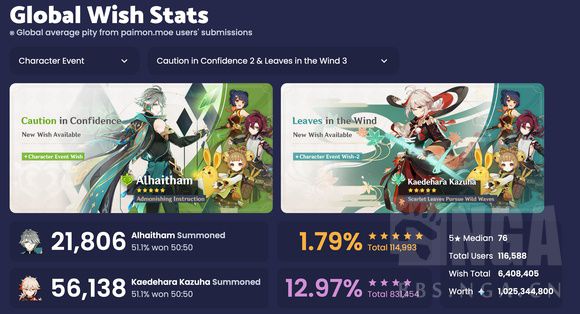 Global Wish Stats
※ Global average pity from paimon.moe users' submissions
Character Event
Caution in Confidence 2 & Leaves in the Wind 3
Caution in Confidence
New Wish Available
Character Event Wish
Alhaitham
Admonishing Instruction
Leaves in the Wind
New Wish Available
Character Event Wish-2
Kaedehara Kazuha
Scarlet Leaves Pursue Wild Waves
21,806
Alhaitham Summoned
51.1% won 50:50
56,138
Kaedehara Kazuha Summoned
51.1% won 50:50
1.79%
Total 114,993
12.97%
Total 831,454
5★ Median 76
Total Users 116,588
Wish Total 6,408,405
Worth 1,025,344,800
NGA
BBS.NGA.CN